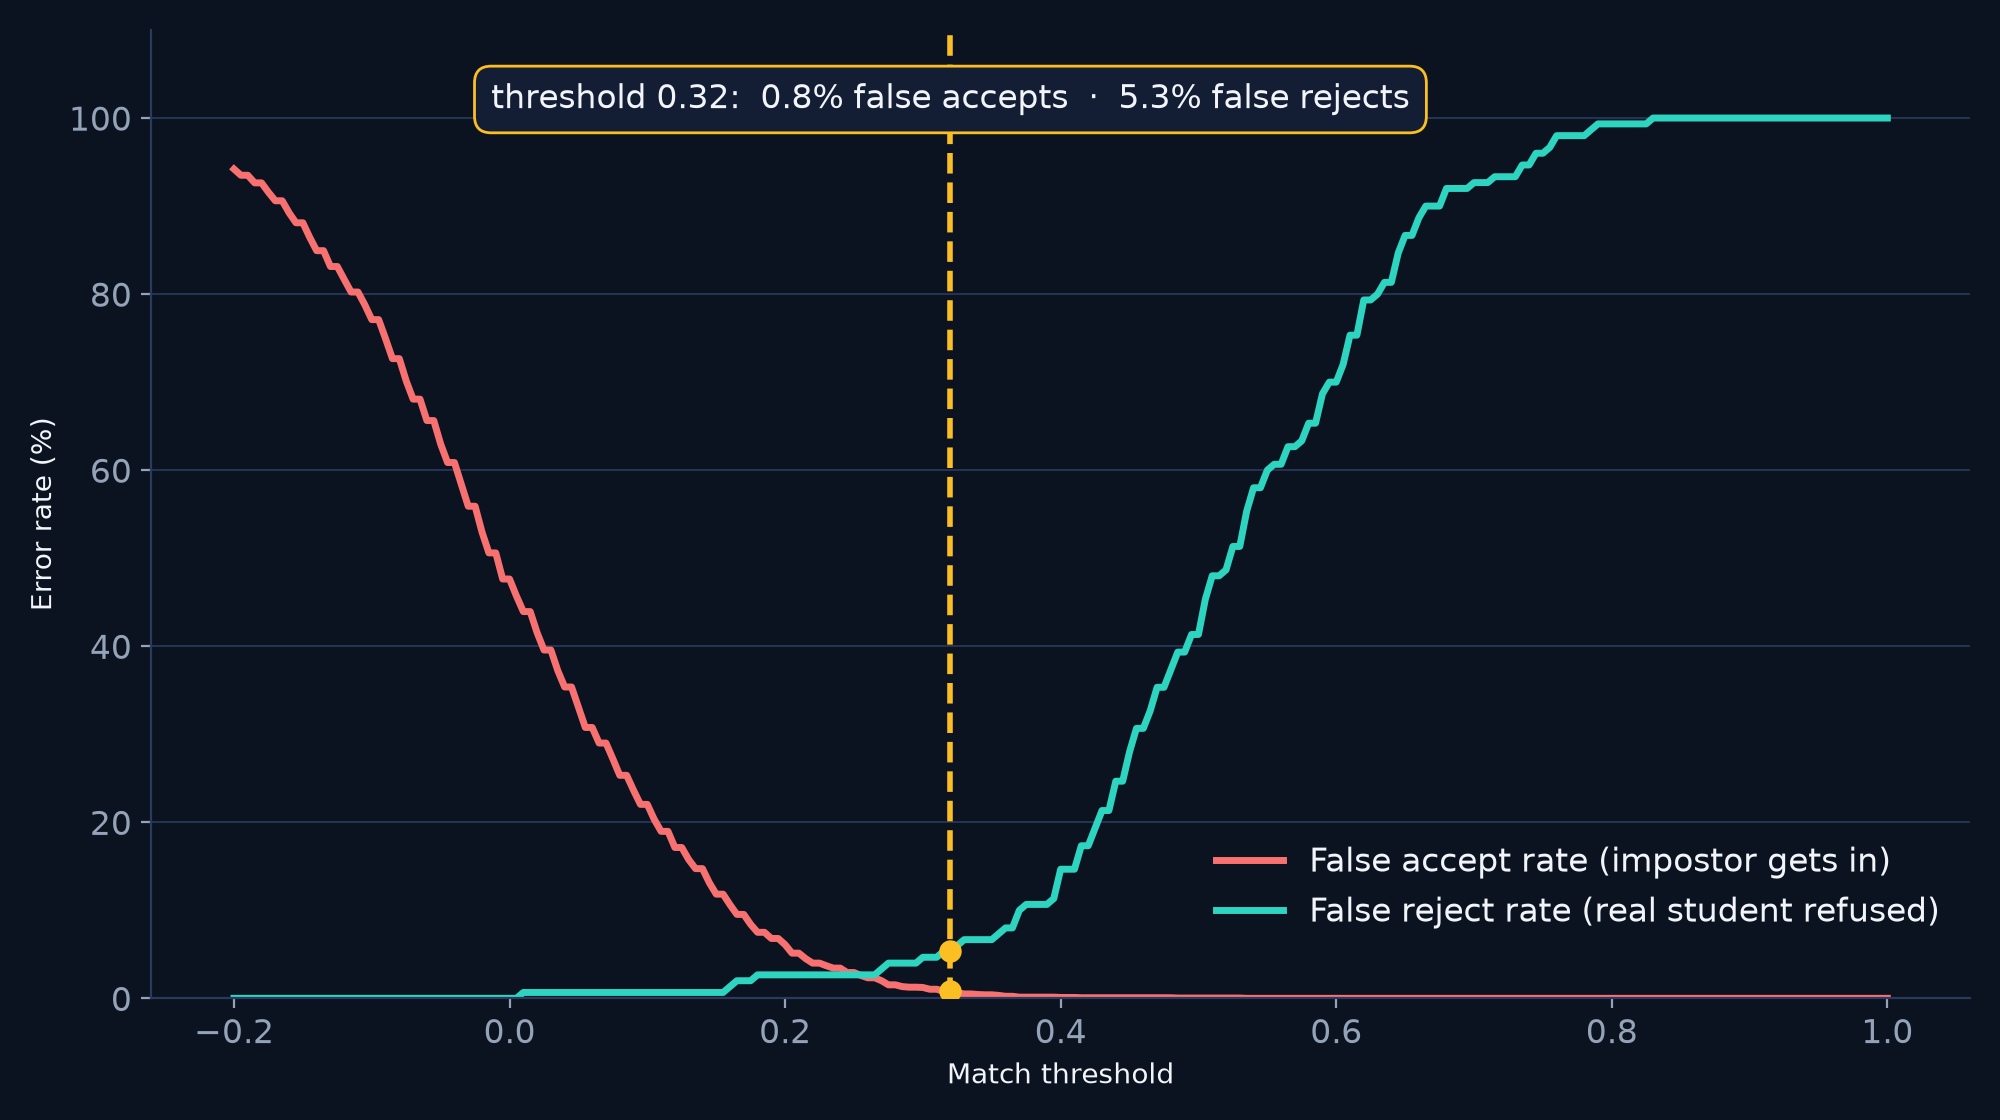 threshold 0.32:  0.8% false accepts  ·  5.3% false rejects
100
80
60
40
20
0
Error rate (%)
False accept rate (impostor gets in)
False reject rate (real student refused)
−0.2
0.0
0.2
0.4
0.6
0.8
1.0
Match threshold